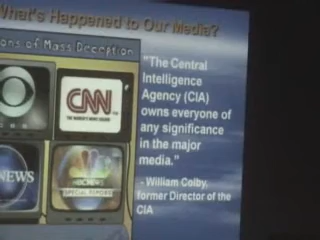 What's Happened to Our Media?
ons of Mass Deception
"The Central
Intelligence
Agency (CIA)
owns everyone of
any significance
in the major
media."
- William Colby,
former Director of the
CIA
CNN
NEWS
SPECIAL REPORT